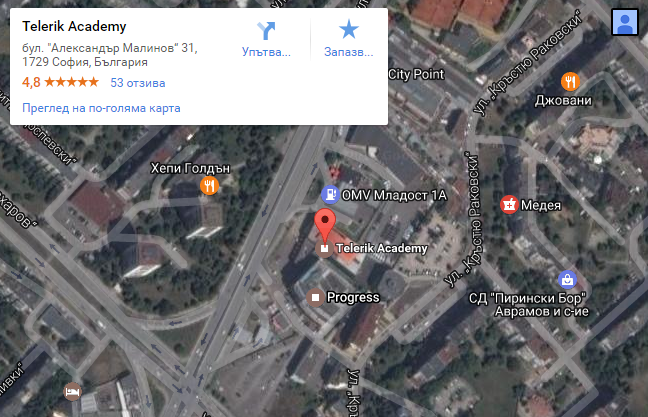 Telerik Academy
бул. "Александър Малинов" 31,
1729 София, България
4,8
53 отзива
Преглед на по-голяма карта
Упътва...
Запазв...
City Point
ул. „Кръстю Раковски“
Джовани
Хепи Голдън
OMV Младост 1А
Медея
Telerik Academy
ул. „Кръстю Раковски“
Progress
СД "Пирински Бор"
Аврамов и с-ие